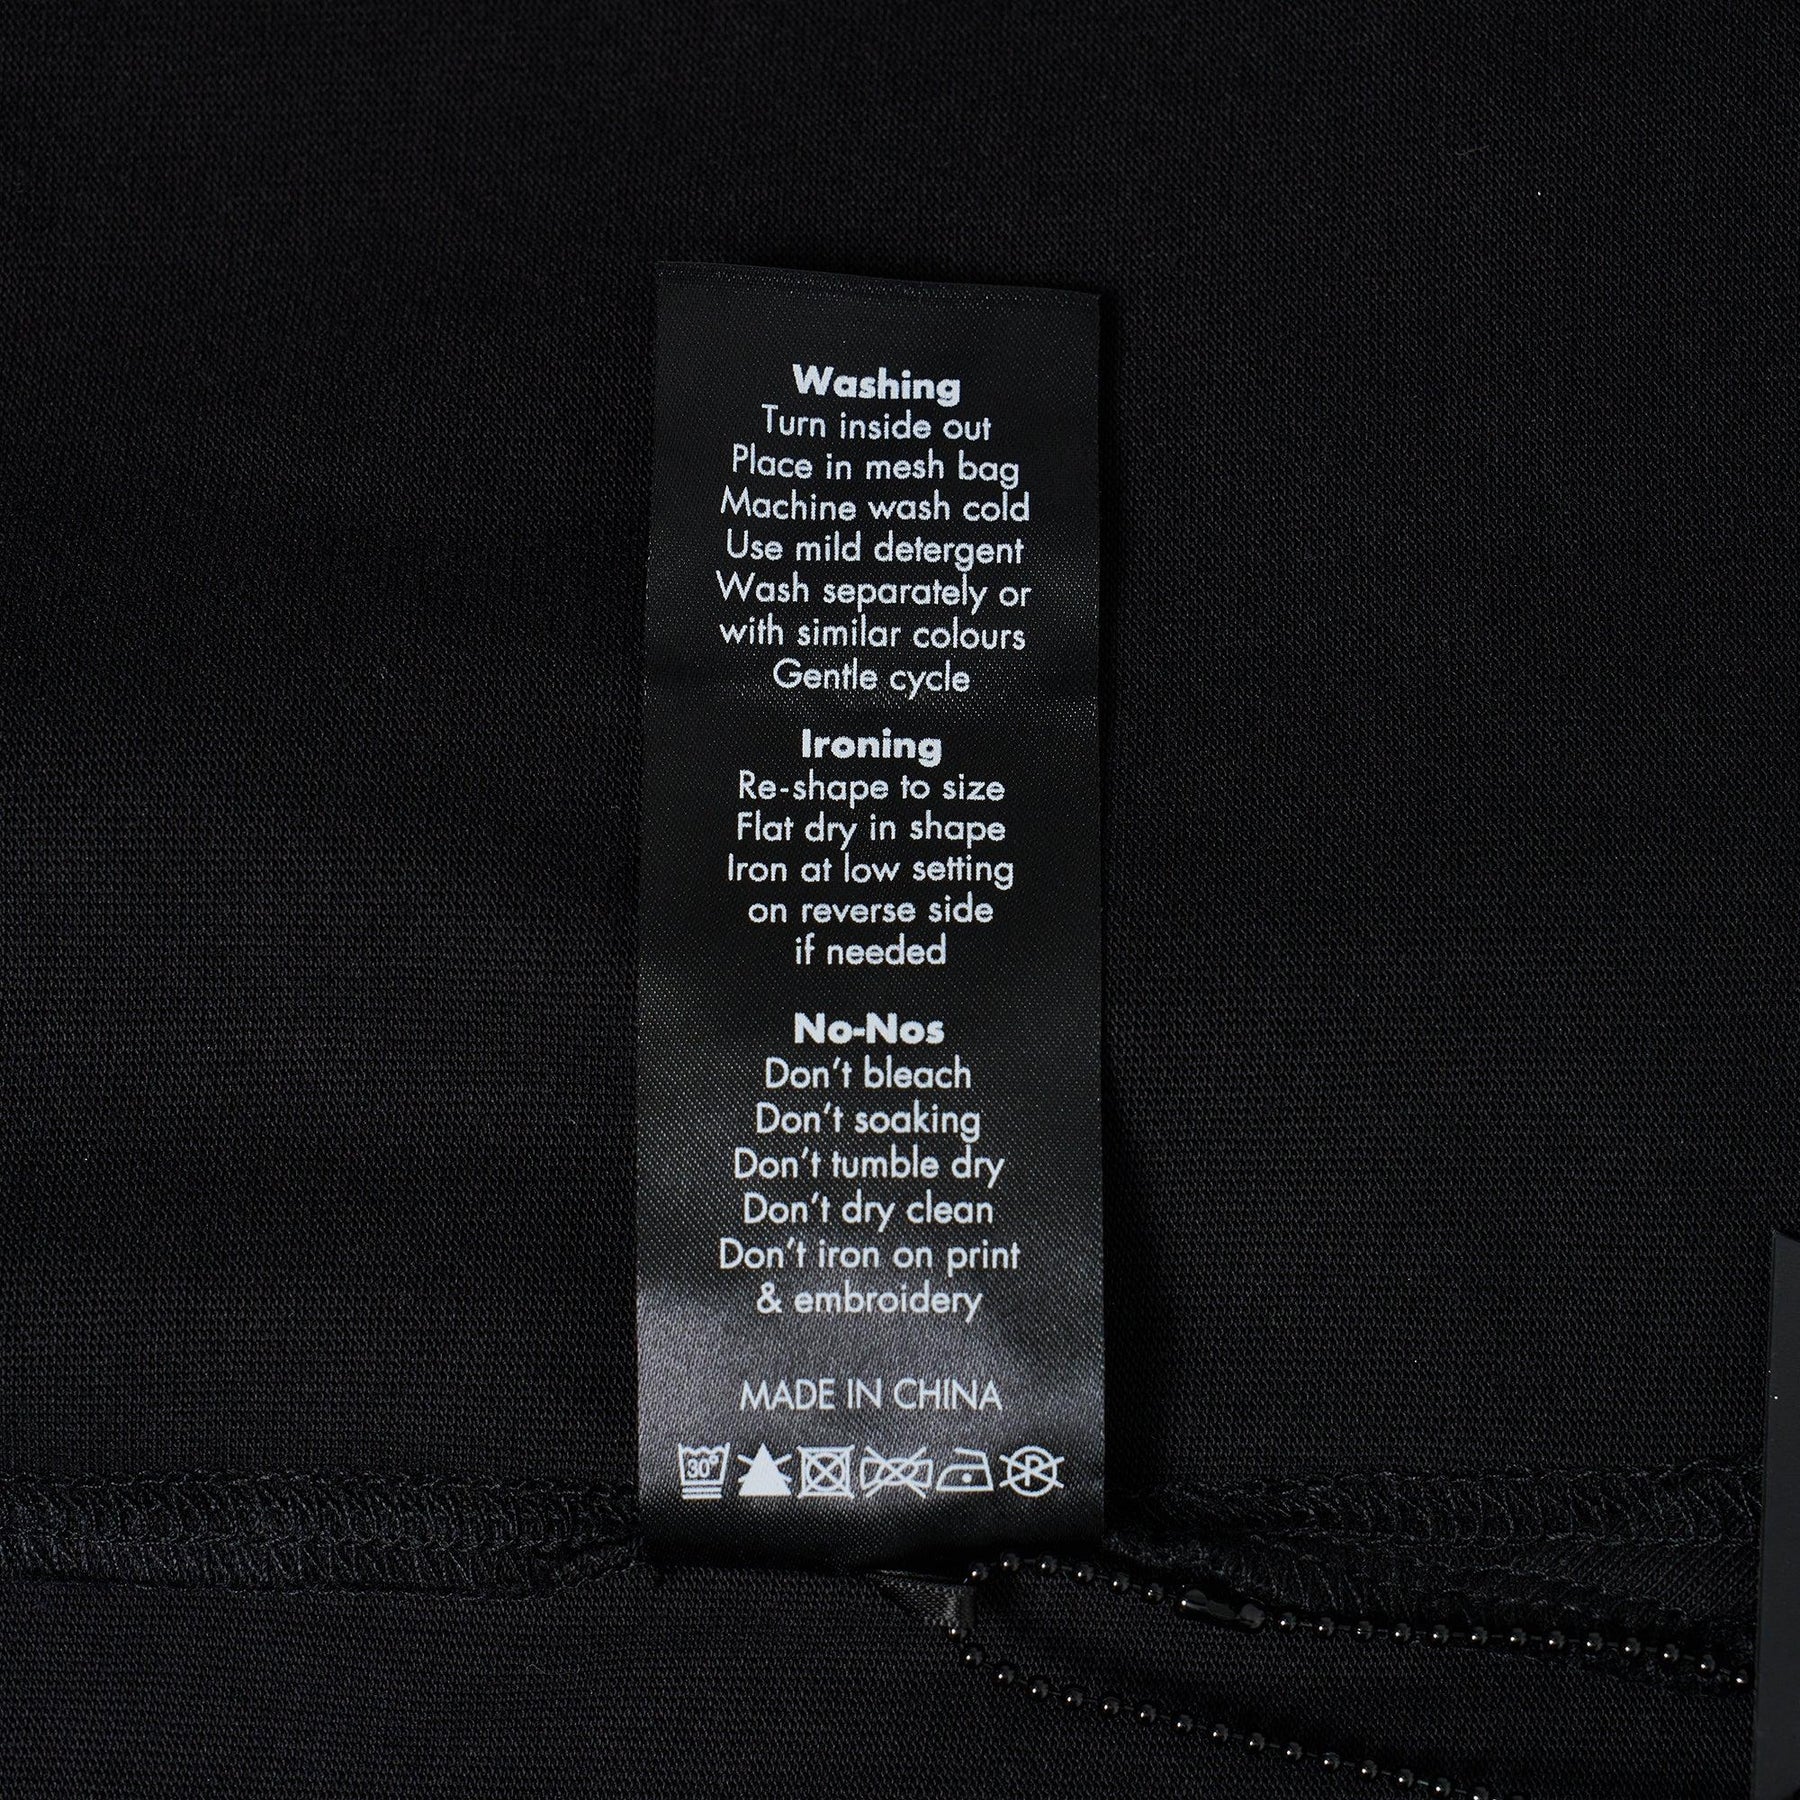 Washing
Turn inside out
Place in mesh bag
Machine wash cold
Use mild detergent
Wash separately or
with similar colours
Gentle cycle
Ironing
Re-shape to size
Flat dry in shape
Iron at low setting
on reverse side
if needed
No-Nos
Don't bleach
Don't soaking
Don't tumble dry
Don't dry clean
Don't iron on print
& embroidery
MADE IN CHINA
30° P